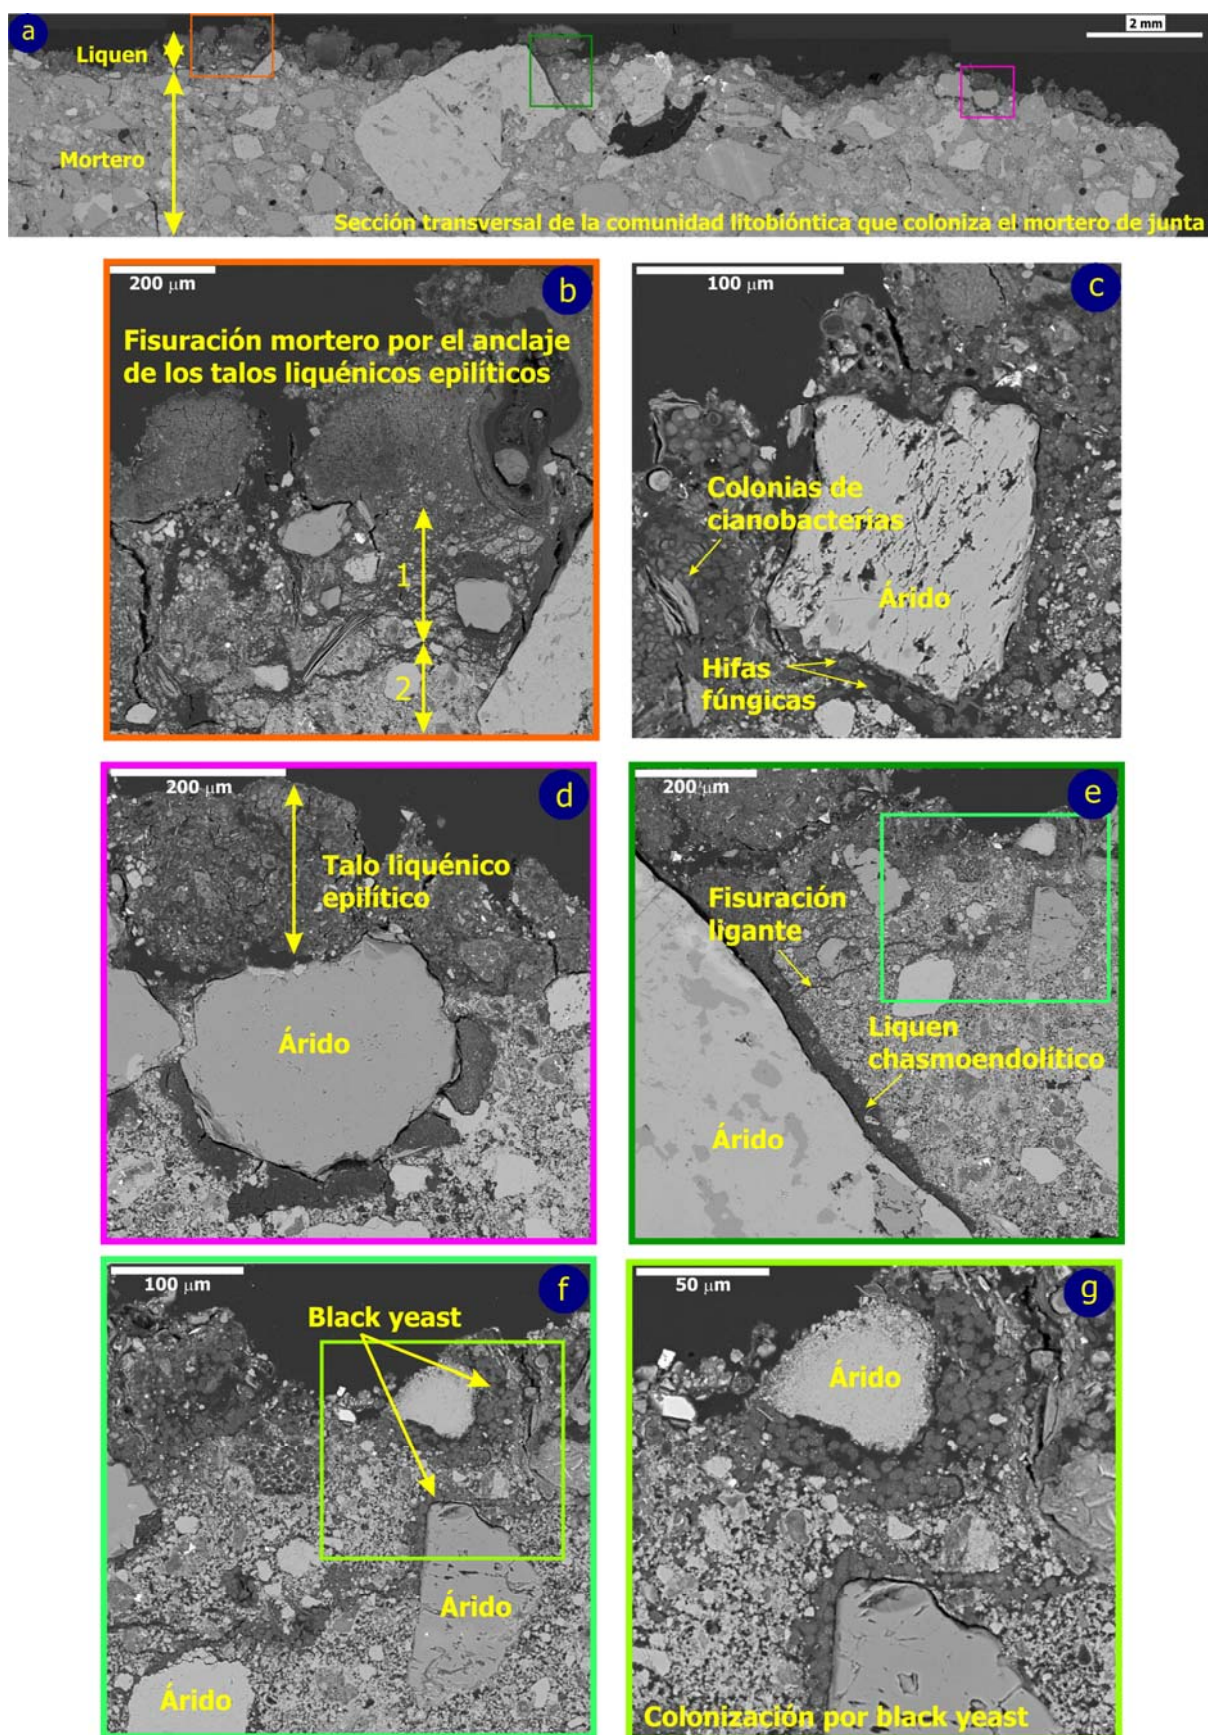 a
2 mm
Liquen
Mortero
Sección transversal de la comunidad litobióntica que coloniza el mortero de junta
200 μm
b
Fisuración mortero por el anclaje
de los talos liquénicos epilíticos
1
2
100 μm
c
Colonias de
cianobacterias
Árido
Hifas
fúngicas
200 μm
d
Talo liquénico
epilítico
Árido
200 μm
e
Fisuración
ligante
Liquen
chasmoendolítico
Árido
100 μm
f
Black yeast
Árido
Árido
50 μm
g
Árido
Colonización por black yeast